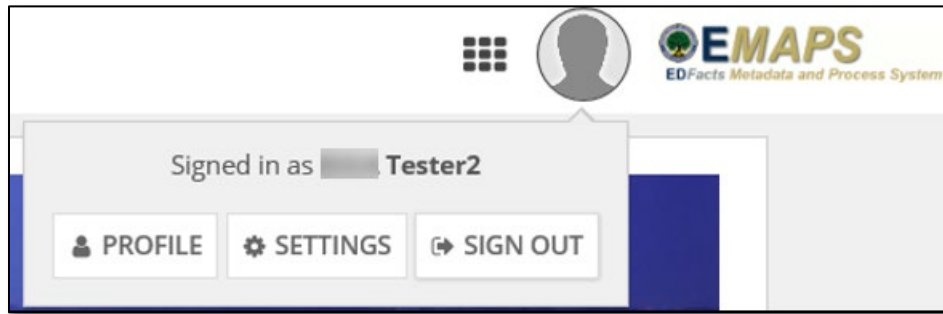 EMAPS
EDFacts Metadata and Process System
Signed in as Tester2
PROFILE
SETTINGS
SIGN OUT